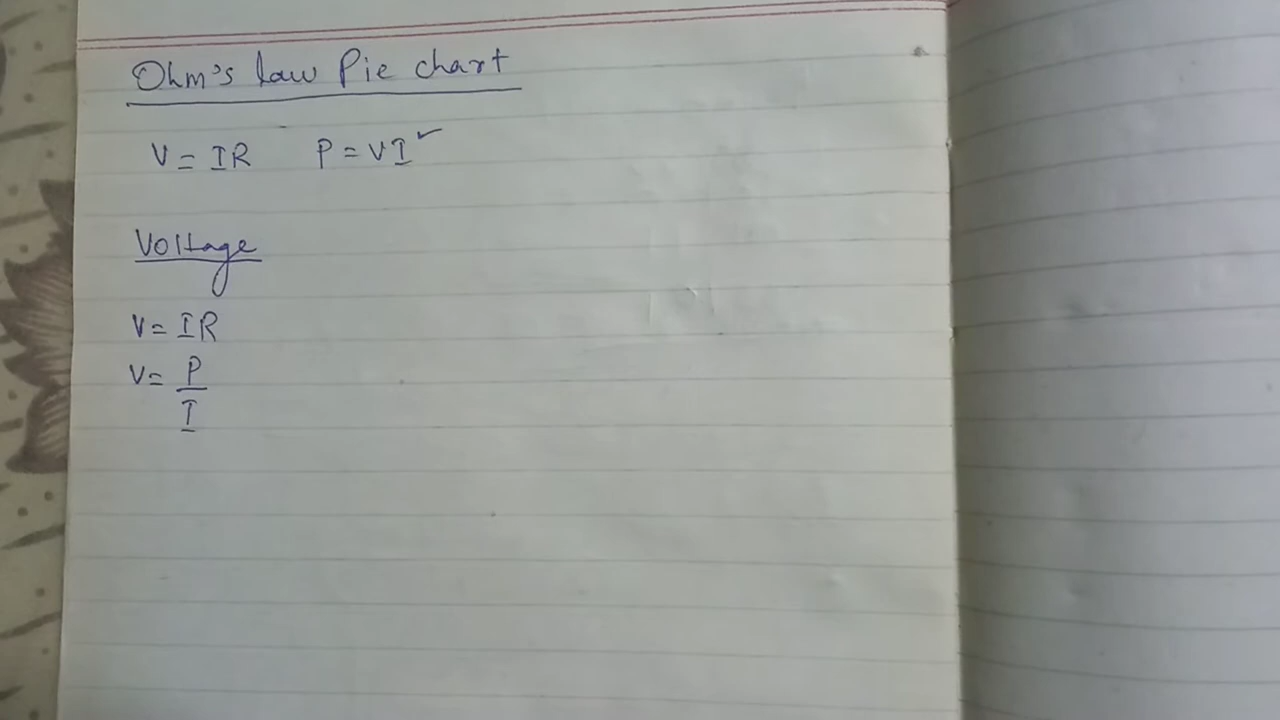 Ohm's law Pie chart
V = IR P = VI ✓
Voltage
V = IR
V = P/I